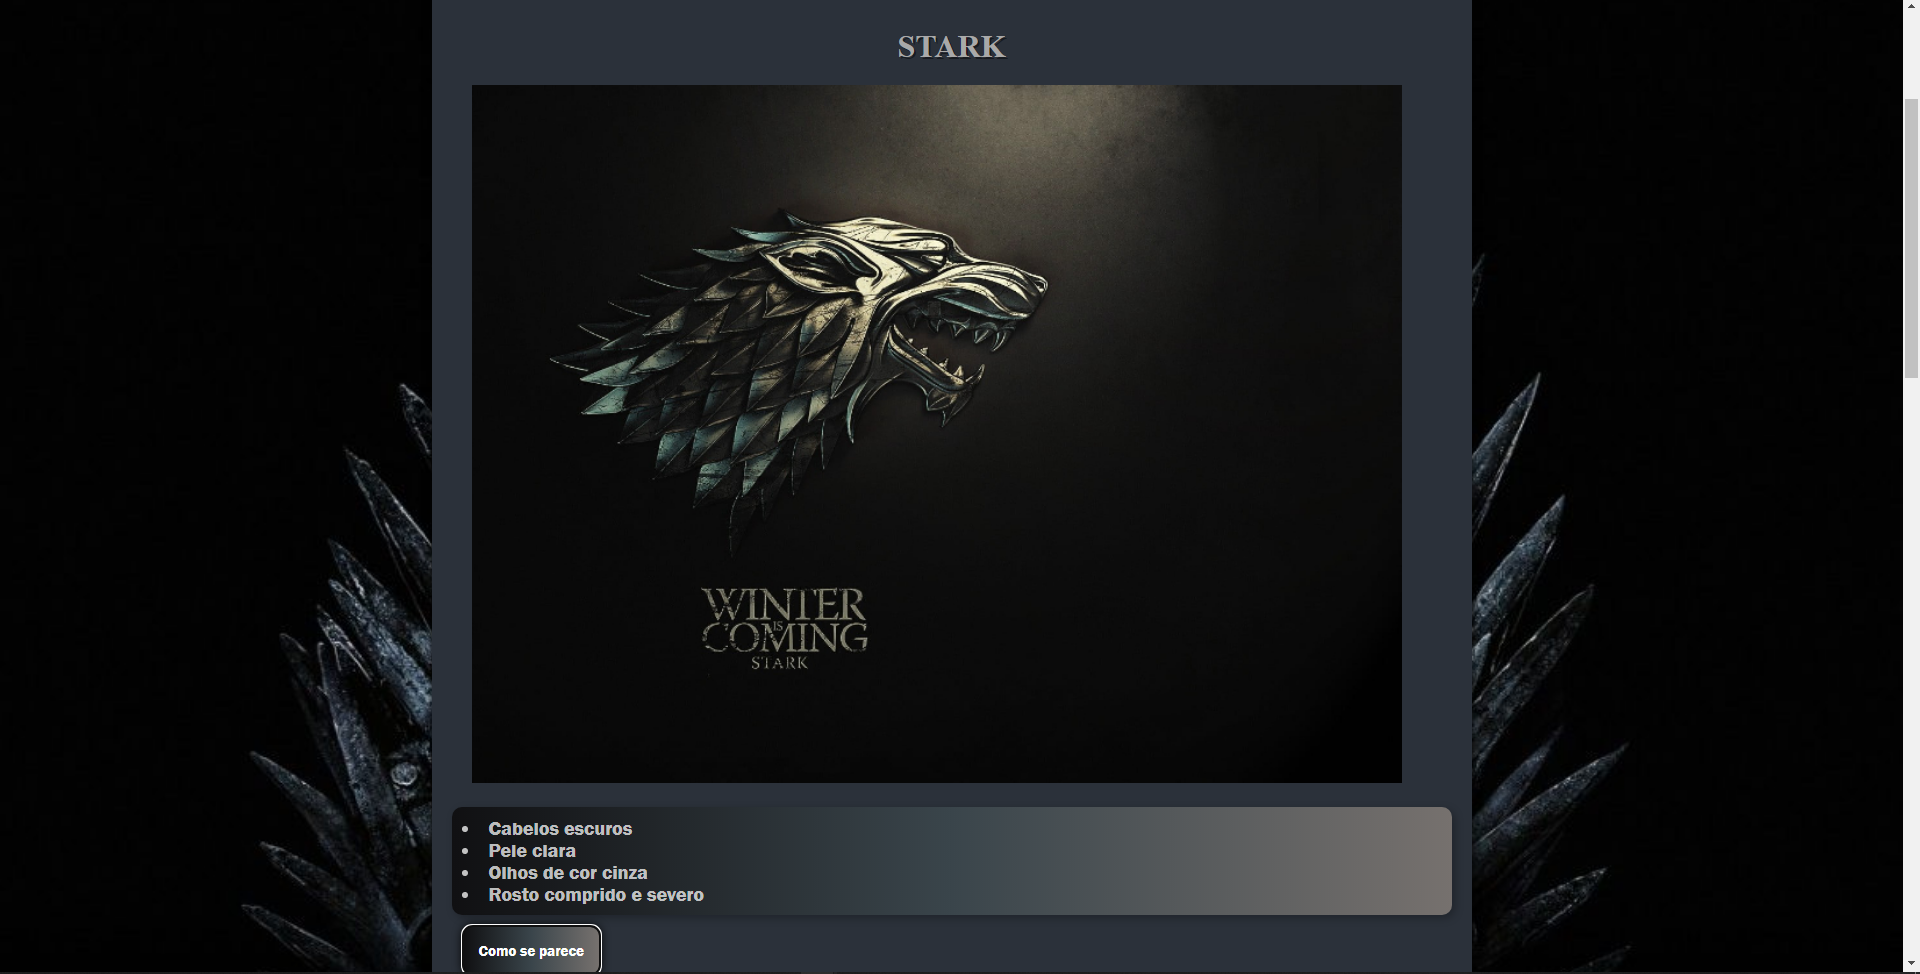 STARK
WINTER
IS
COMING
STARK
Cabelos escuros
Pele clara
Olhos de cor cinza
Rosto comprido e severo
Como se parece